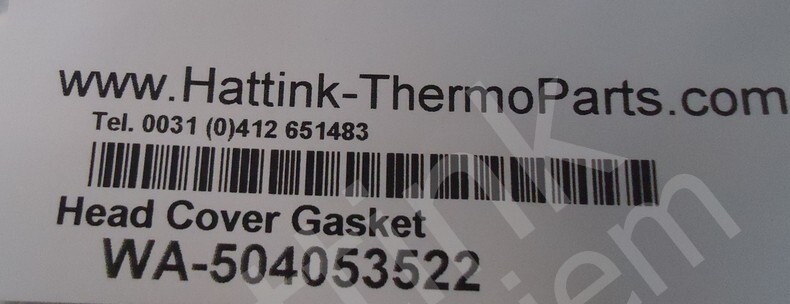 www.Hattink-ThermoParts.com
Tel. 0031 (0)412 651483
Head Cover Gasket
WA-504053522